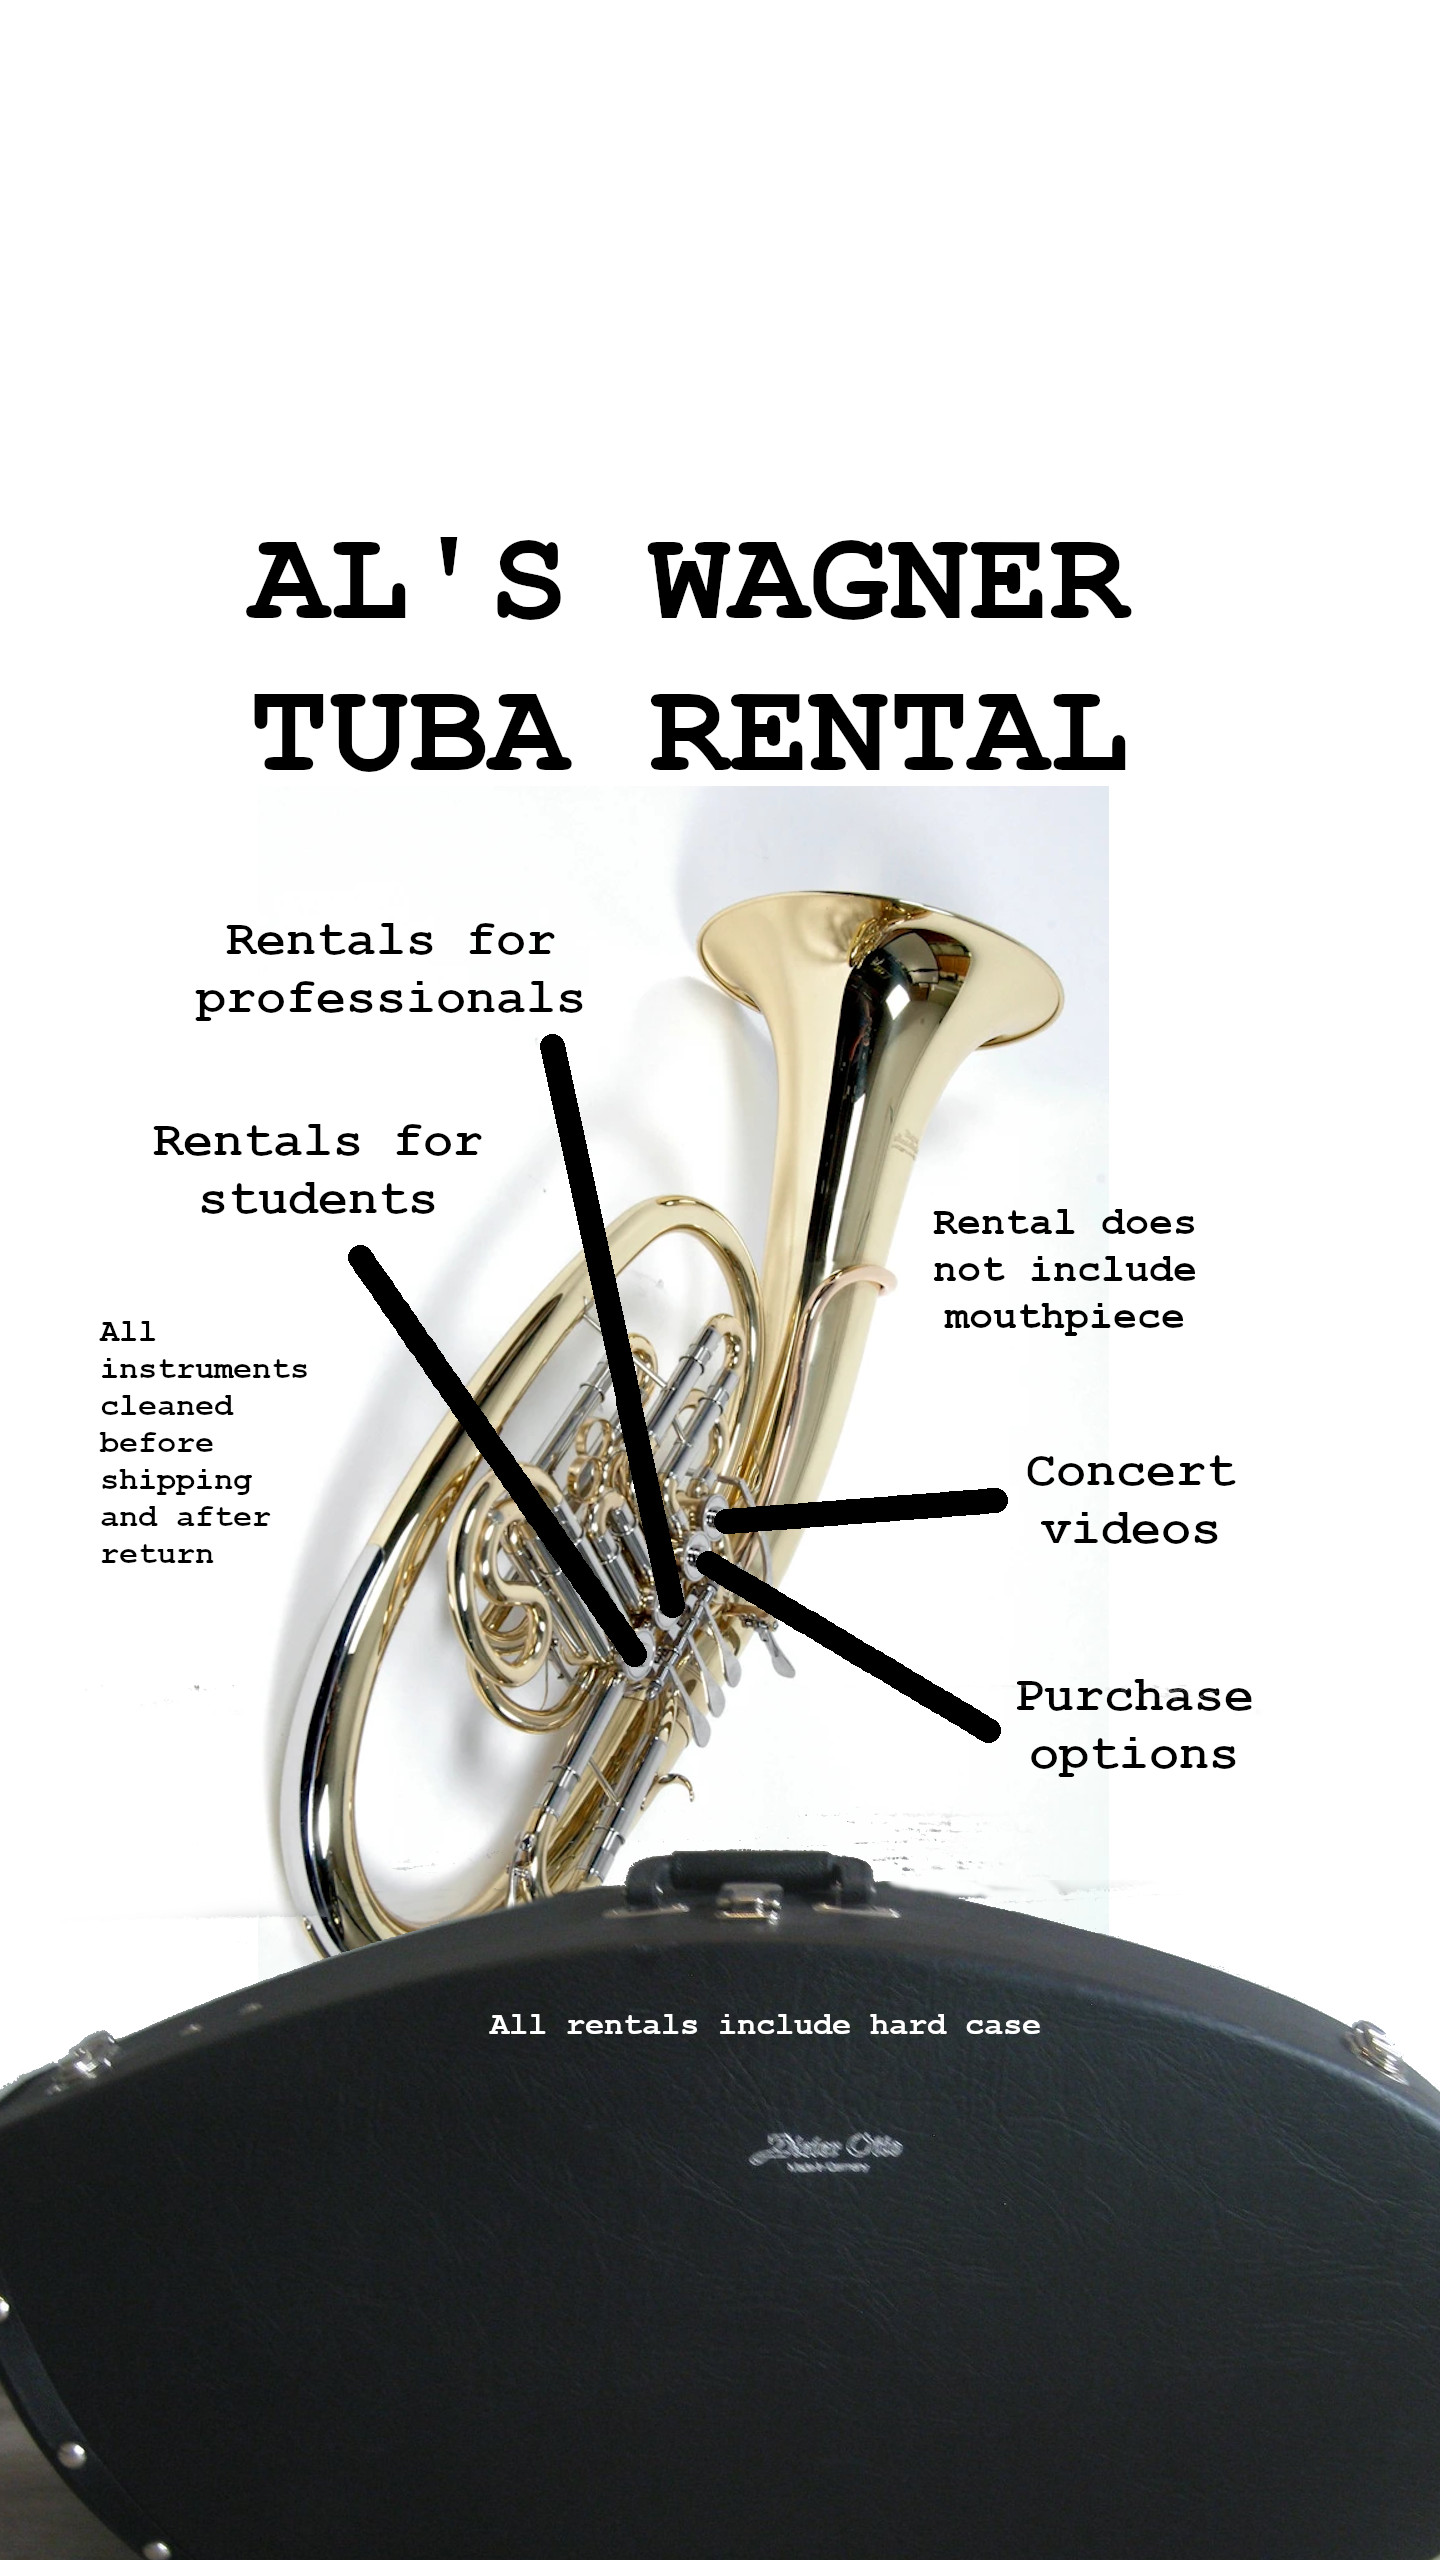 AL'S WAGNER
TUBA RENTAL
Rentals for
professionals
Rentals for
students
Rental does
not include
mouthpiece
All
instruments
cleaned
before
shipping
and after
return
Concert
videos
Purchase
options
All rentals include hard case
Dieter Otto